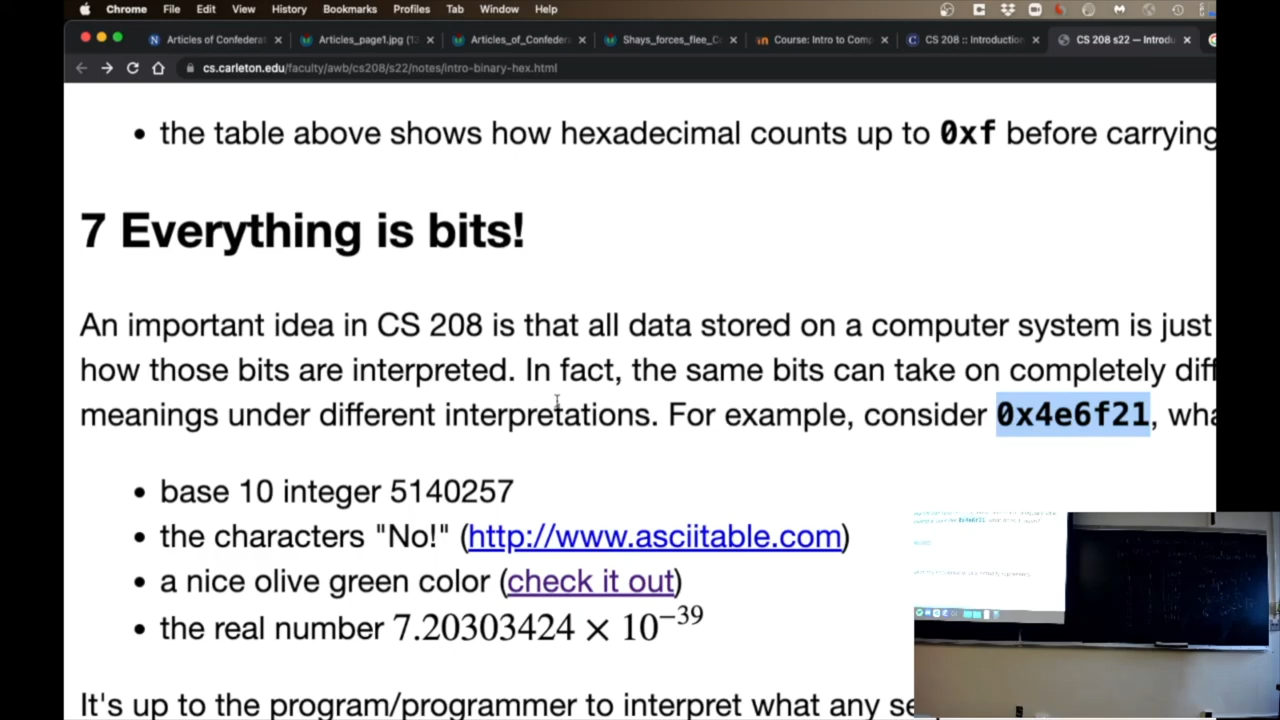 Chrome File Edit View History Bookmarks Profiles Tab Window Help
Articles of Confederat Articles_page1.jpg (1 Articles_of_Confeder Shays_forces_flee_C Course: Intro to Comp CS 208 :: Introduction CS 208 s22 — Introdu
cs.carleton.edu/faculty/awb/cs208/s22/notes/intro-binary-hex.html
• the table above shows how hexadecimal counts up to 0xf before carrying
7 Everything is bits!
An important idea in CS 208 is that all data stored on a computer system is just
how those bits are interpreted. In fact, the same bits can take on completely diff
meanings under different interpretations. For example, consider 0x4e6f21, wha
• base 10 integer 5140257
• the characters "No!" (http://www.asciitable.com)
• a nice olive green color (check it out)
• the real number 7.20303424 × 10⁻³⁹
It's up to the program/programmer to interpret what any se